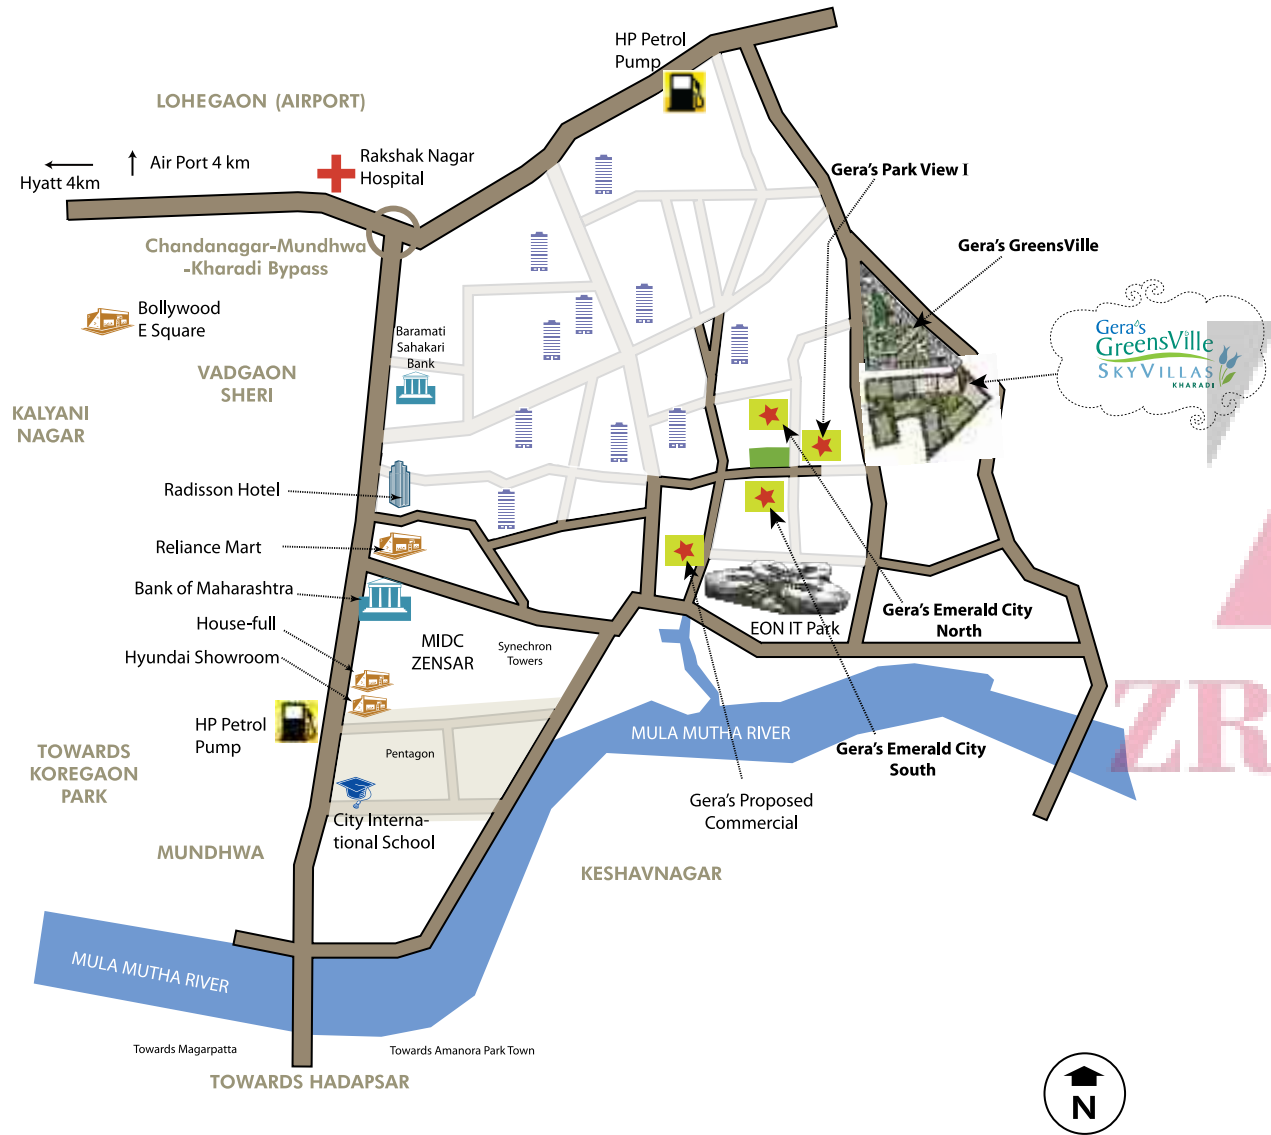 HP Petrol
Pump
LOHEGAON (AIRPORT)
Air Port 4 km
Hyatt 4km
Rakshak Nagar
Hospital
Gera's Park View I
Chandanagar-Mundhwa
-Kharadi Bypass
Gera's GreensVille
Bollywood
E Square
Baramati
Sahakari
Bank
Gera's
GreensVille
SKYVILLAS
KHARADI
VADGAON
SHERI
KALYANI
NAGAR
Radisson Hotel
Reliance Mart
Bank of Maharashtra
House-full
Hyundai Showroom
MIDC
ZENSAR
Synechron
Towers
EON IT Park
Gera's Emerald City
North
HP Petrol
Pump
MULA MUTHA RIVER
Gera's Emerald City
South
ZR
TOWARDS
KOREGAON
PARK
Pentagon
Gera's Proposed
Commercial
City Interna-
tional School
MUNDHWA
KESHAVNAGAR
MULA MUTHA RIVER
Towards Magarpatta
Towards Amanora Park Town
TOWARDS HADAPSAR
N